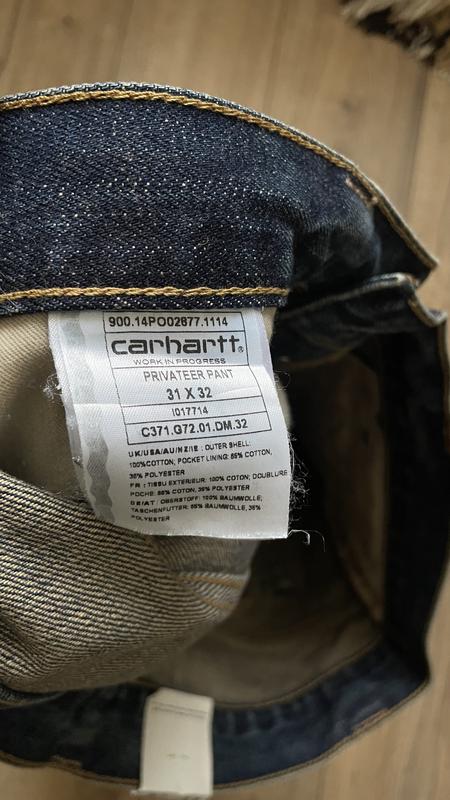 900.14PO02877.1114
carhartt®
WORK IN PROGRESS
PRIVATEER PANT
31 X 32
I017714
C371.G72.01.DM.32
UK/USA/AU/NZ/IE : OUTER SHELL:
100%COTTON; POCKET LINING: 65% COTTON,
35% POLYESTER
FR : TISSU EXTERIEUR: 100% COTON; DOUBLURE
POCHE: 65% COTON, 35% POLYESTER
DE/AT : OBERSTOFF: 100% BAUMWOLLE;
TASCHENFUTTER: 65% BAUMWOLLE, 35%
POLYESTER